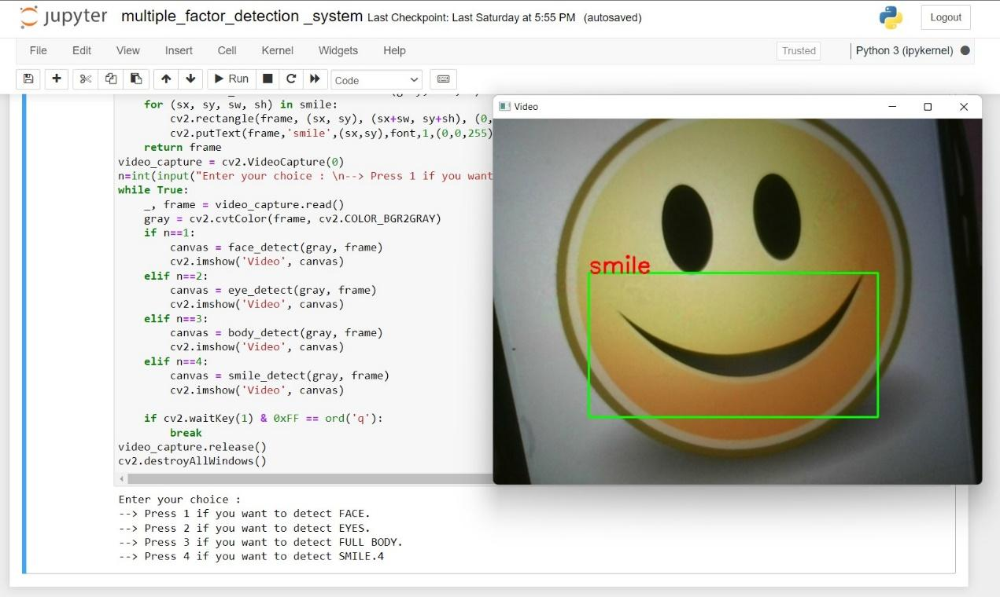 jupyter multiple_factor_detection _system Last Checkpoint: Last Saturday at 5:55 PM (autosaved)
Logout
File Edit View Insert Cell Kernel Widgets Help
Trusted
Python 3 (ipykernel)
Run
Code
for (sx, sy, sw, sh) in smile:
cv2.rectangle(frame, (sx, sy), (sx+sw, sy+sh), (0,
cv2.putText(frame,'smile',(sx,sy),font,1,(0,0,255)
return frame
video_capture = cv2.VideoCapture(0)
n=int(input("Enter your choice : \n--> Press 1 if you want
while True:
_, frame = video_capture.read()
gray = cv2.cvtColor(frame, cv2.COLOR_BGR2GRAY)
if n==1:
canvas = face_detect(gray, frame)
cv2.imshow('Video', canvas)
elif n==2:
canvas = eye_detect(gray, frame)
cv2.imshow('Video', canvas)
elif n==3:
canvas = body_detect(gray, frame)
cv2.imshow('Video', canvas)
elif n==4:
canvas = smile_detect(gray, frame)
cv2.imshow('Video', canvas)
if cv2.waitKey(1) & 0xFF == ord('q'):
break
video_capture.release()
cv2.destroyAllWindows()
Enter your choice :
--> Press 1 if you want to detect FACE.
--> Press 2 if you want to detect EYES.
--> Press 3 if you want to detect FULL BODY.
--> Press 4 if you want to detect SMILE.4
Video
smile